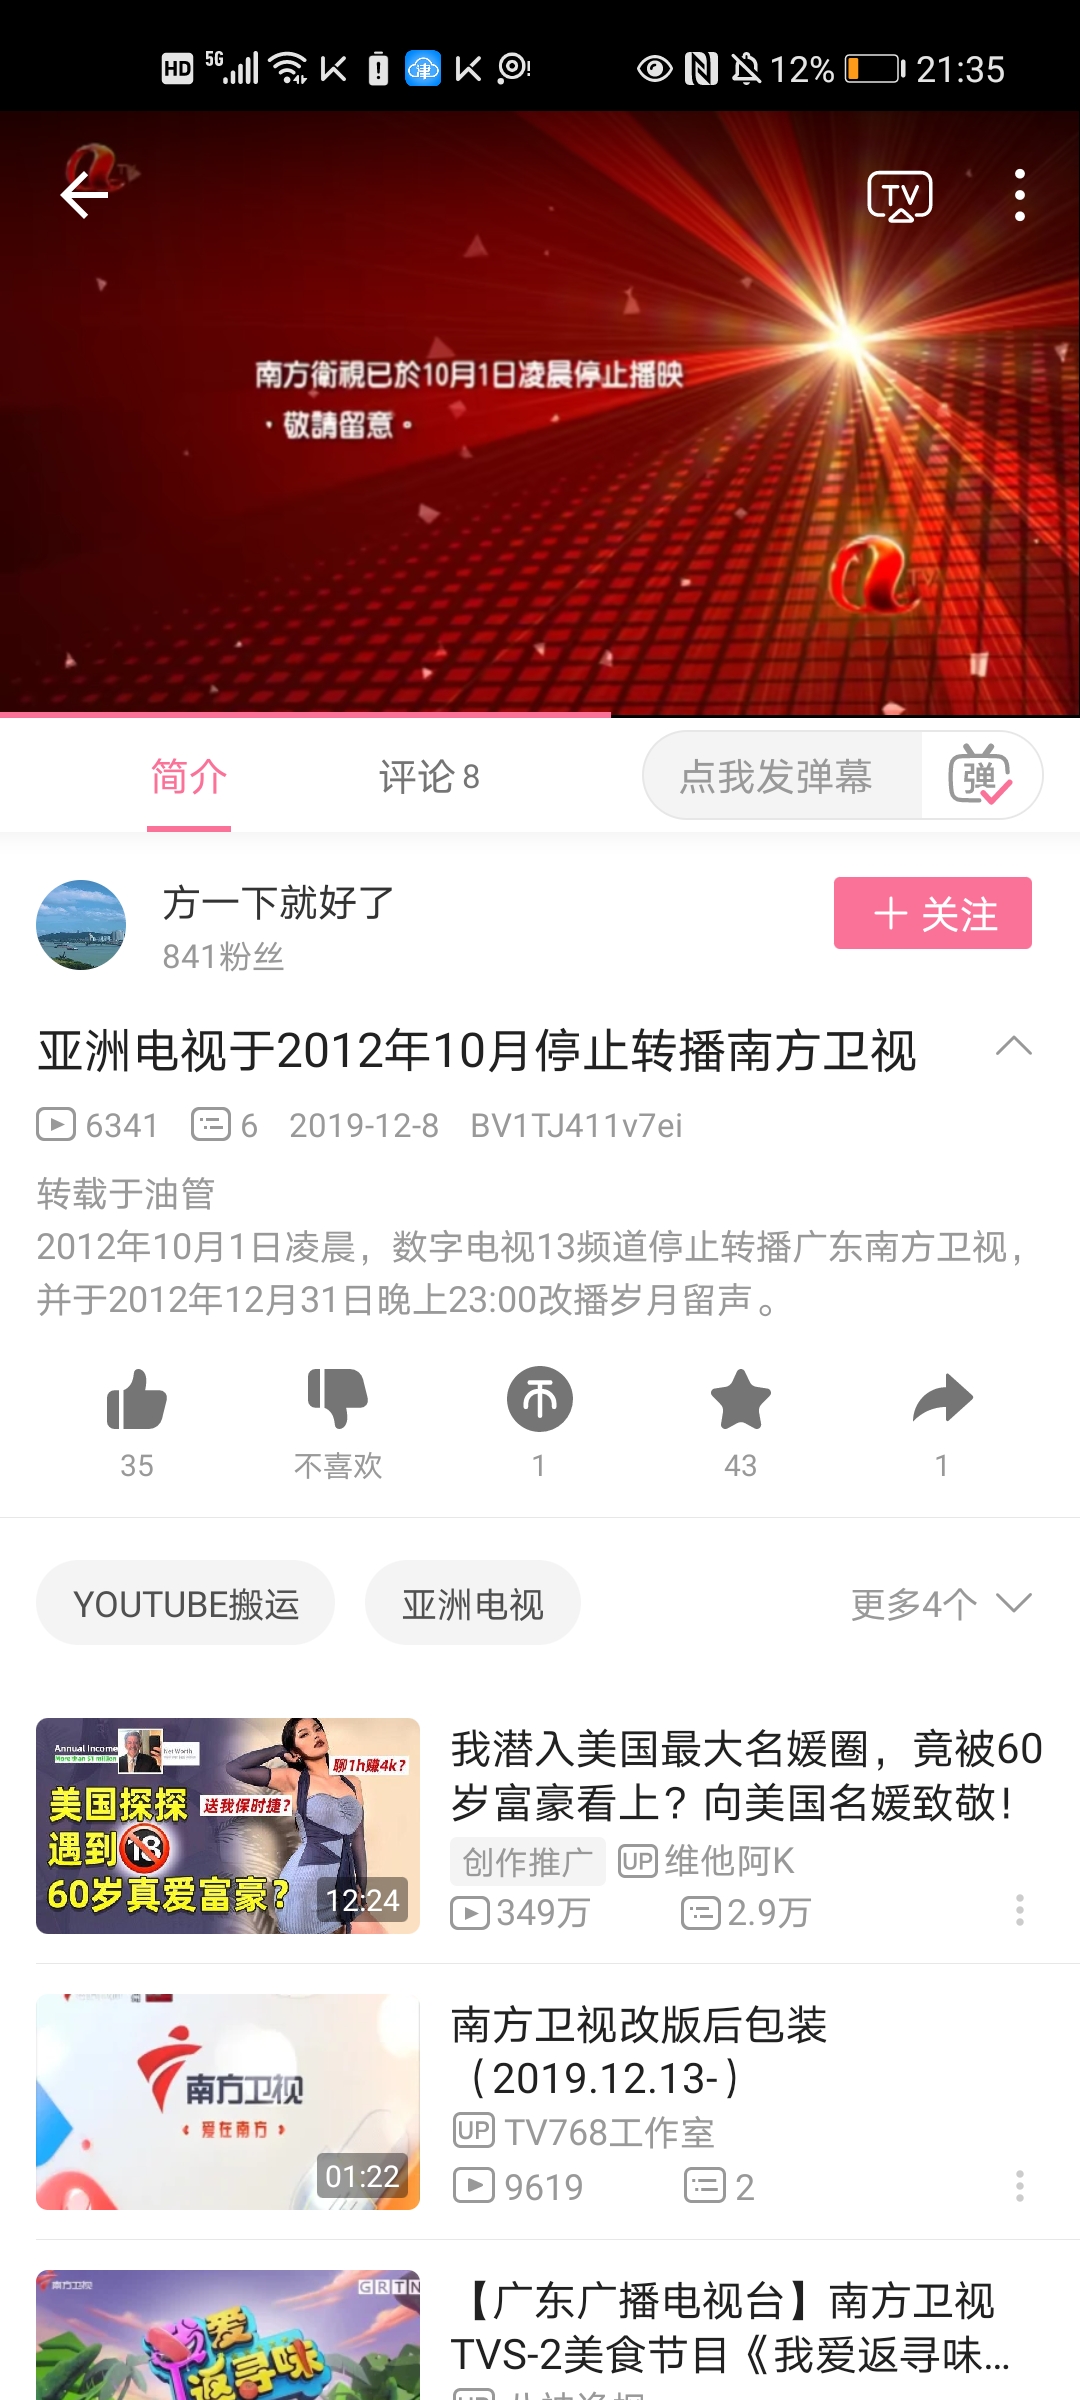 HD 5G 12% 21:35
TV
南方衛視已於10月1日凌晨停止播映
，敬請留意。
简介
评论 8
点我发弹幕
弹
方一下就好了
841粉丝
关注
亚洲电视于2012年10月停止转播南方卫视
6341 6 2019-12-8 BV1TJ411v7ei
转载于油管
2012年10月1日凌晨，数字电视13频道停止转播广东南方卫视，
并于2012年12月31日晚上23:00改播岁月留声。
35 不喜欢 1 43 1
YOUTUBE搬运 亚洲电视 更多4个
Annual Income
More than $1 million
Net Worth
聊1h赚4k?
美国探探
送我保时捷?
遇到18
60岁真爱富豪?
12:24
我潜入美国最大名媛圈，竟被60
岁富豪看上？向美国名媛致敬！
创作推广 UP 维他阿K
349万 2.9万
南方卫视
爱在南方
01:22
南方卫视改版后包装
（2019.12.13-）
UP TV768工作室
9619 2
南方卫视
GRTN
我爱
返寻味
【广东广播电视台】南方卫视
TVS-2美食节目《我爱返寻味...